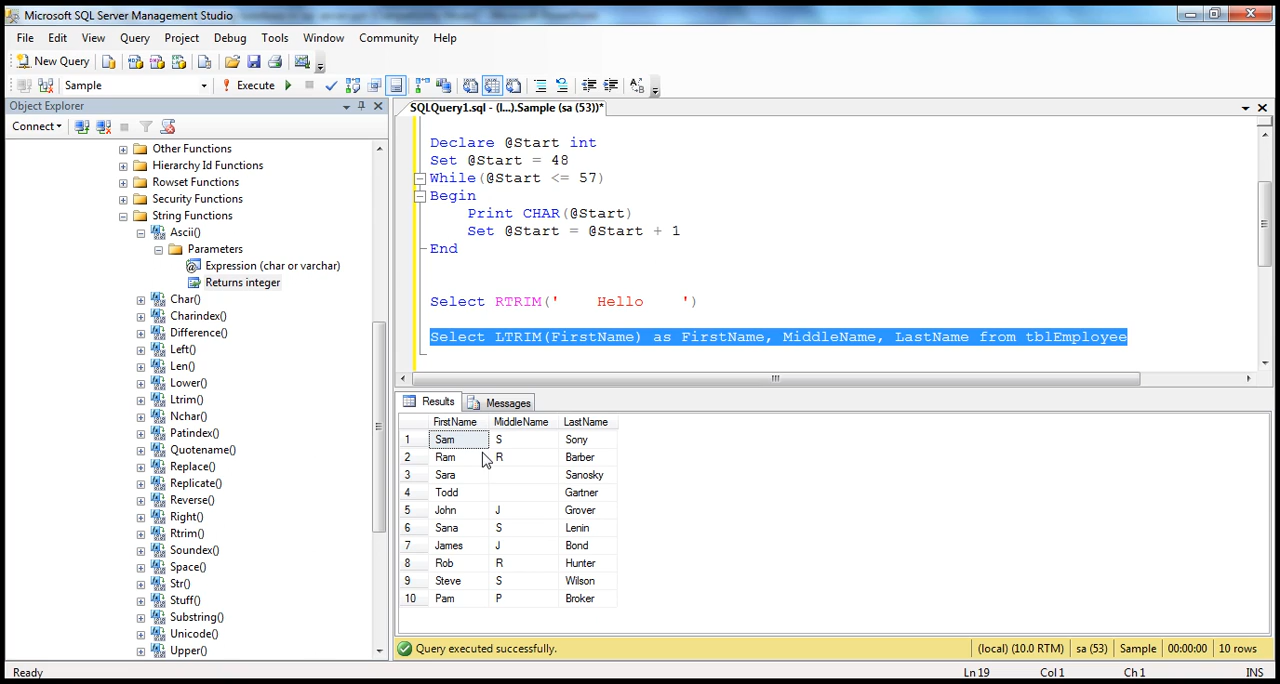 Microsoft SQL Server Management Studio
File Edit View Query Project Debug Tools Window Community Help
New Query
Sample Execute
Object Explorer
SQLQuery1.sql - (l...).Sample (sa (53))*
Connect
Other Functions
Hierarchy Id Functions
Rowset Functions
Security Functions
String Functions
Ascii()
Parameters
Expression (char or varchar)
Returns integer
Char()
Charindex()
Difference()
Left()
Len()
Lower()
Ltrim()
Nchar()
Patindex()
Quotename()
Replace()
Replicate()
Reverse()
Right()
Rtrim()
Soundex()
Space()
Str()
Stuff()
Substring()
Unicode()
Upper()
Declare @Start int
Set @Start = 48
While(@Start <= 57)
Begin
Print CHAR(@Start)
Set @Start = @Start + 1
End
Select RTRIM('    Hello    ')
Select LTRIM(FirstName) as FirstName, MiddleName, LastName from tblEmployee
Results Messages
FirstName MiddleName LastName
1 Sam S Sony
2 Ram R Barber
3 Sara Sanosky
4 Todd Gartner
5 John J Grover
6 Sana S Lenin
7 James J Bond
8 Rob R Hunter
9 Steve S Wilson
10 Pam P Broker
Query executed successfully. (local) (10.0 RTM) sa (53) Sample 00:00:00 10 rows
Ready Ln 19 Col 1 Ch 1 INS